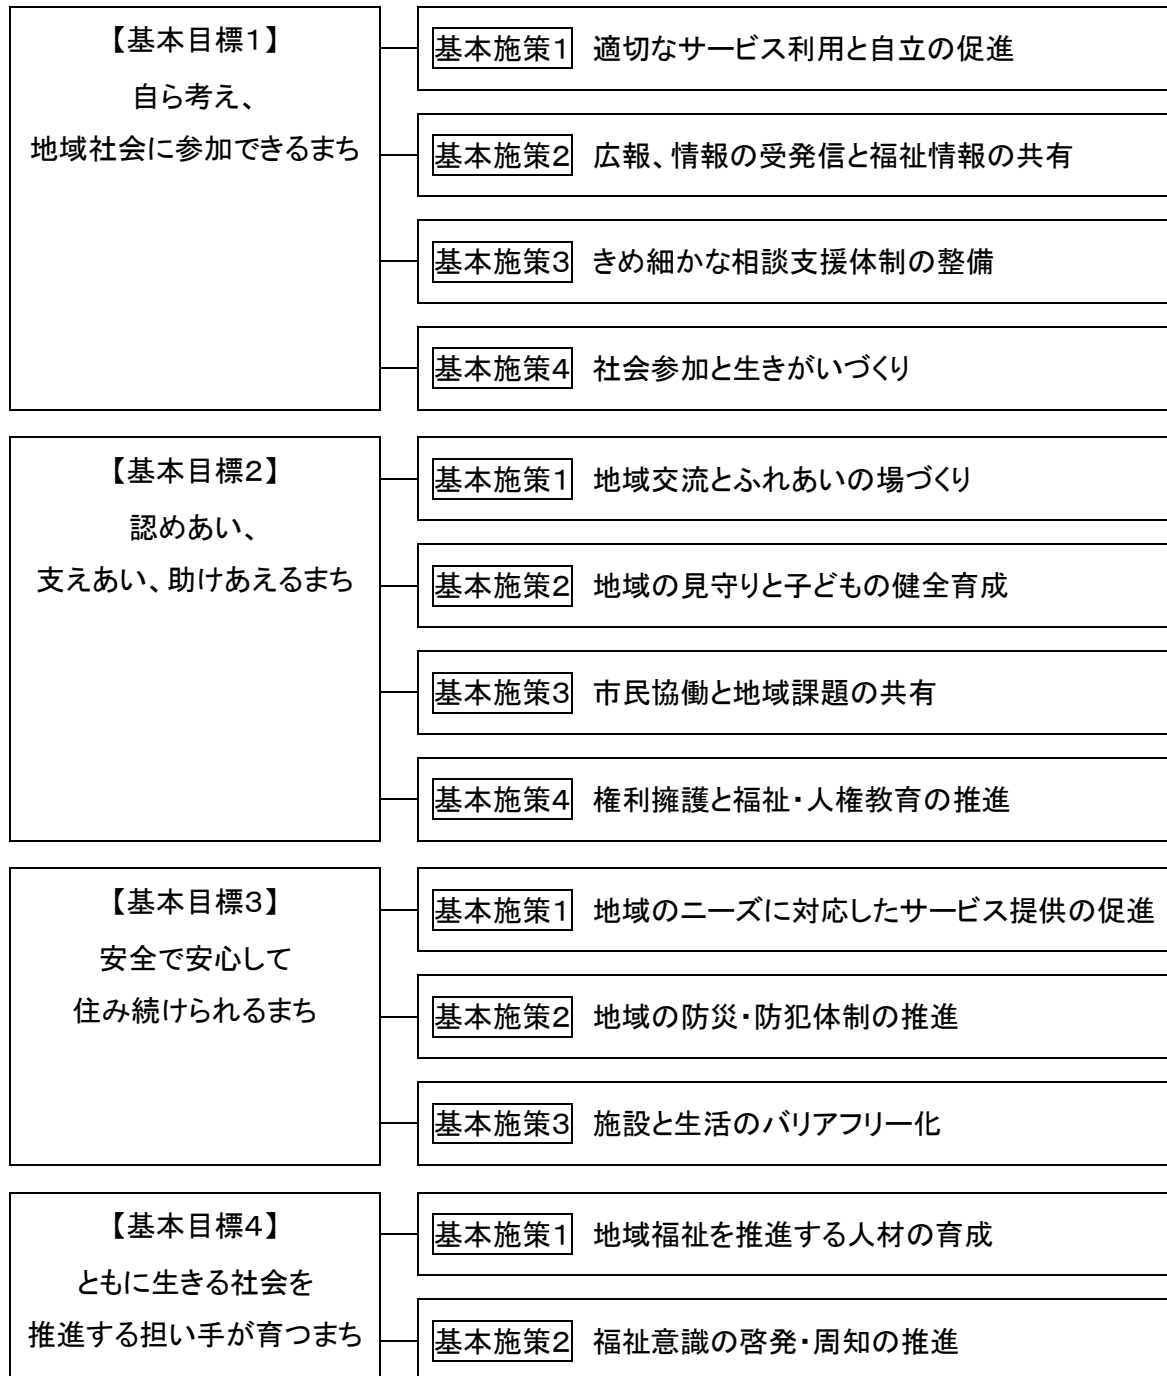 【基本目標1】
自ら考え、
地域社会に参加できるまち
基本施策1 適切なサービス利用と自立の促進
基本施策2 広報、情報の受発信と福祉情報の共有
基本施策3 きめ細かな相談支援体制の整備
基本施策4 社会参加と生きがいづくり
【基本目標2】
認めあい、
支えあい、助けあえるまち
基本施策1 地域交流とふれあいの場づくり
基本施策2 地域の見守りと子どもの健全育成
基本施策3 市民協働と地域課題の共有
基本施策4 権利擁護と福祉・人権教育の推進
【基本目標3】
安全で安心して
住み続けられるまち
基本施策1 地域のニーズに対応したサービス提供の促進
基本施策2 地域の防災・防犯体制の推進
基本施策3 施設と生活のバリアフリー化
【基本目標4】
ともに生きる社会を
推進する担い手が育つまち
基本施策1 地域福祉を推進する人材の育成
基本施策2 福祉意識の啓発・周知の推進